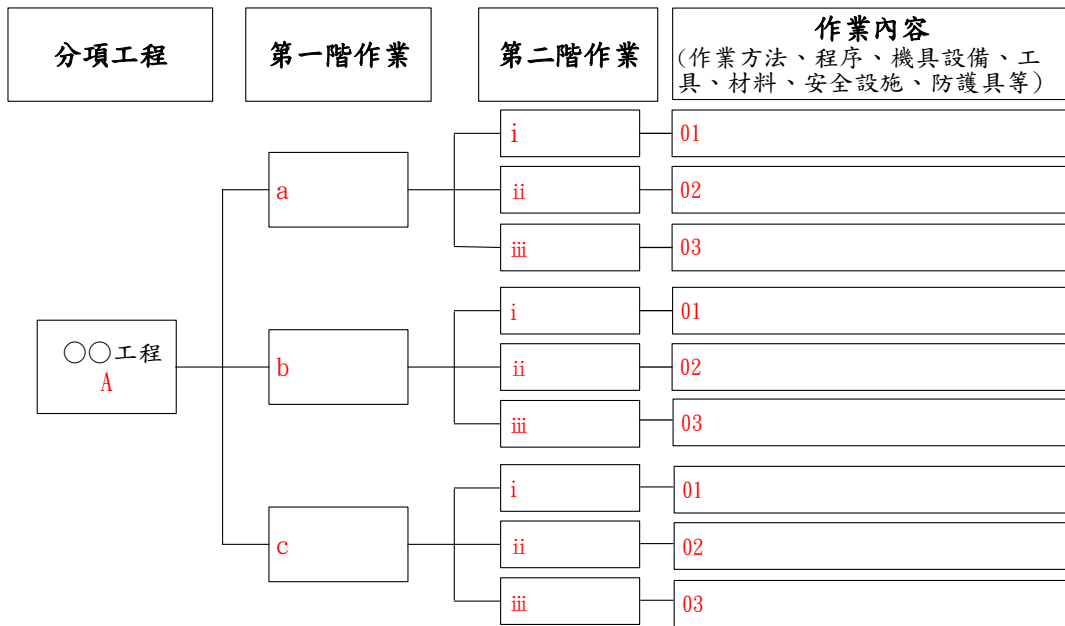 分項工程
第一階作業
第二階作業
作業內容
(作業方法、程序、機具設備、工
具、材料、安全設施、防護具等)
○○工程
A
a
i
01
ii
02
iii
03
b
i
01
ii
02
iii
03
c
i
01
ii
02
iii
03